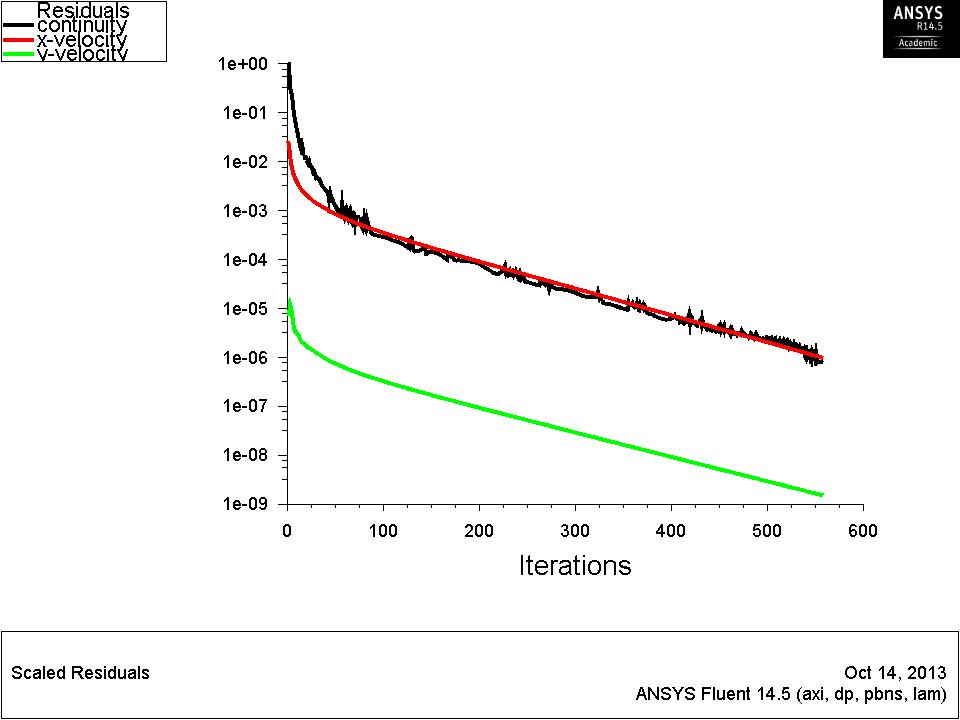 Residuals
continuity
x-velocity
y-velocity
ANSYS
R14.5
Academic
1e+00
1e-01
1e-02
1e-03
1e-04
1e-05
1e-06
1e-07
1e-08
1e-09
0 100 200 300 400 500 600
Iterations
Scaled Residuals Oct 14, 2013
ANSYS Fluent 14.5 (axi, dp, pbns, lam)